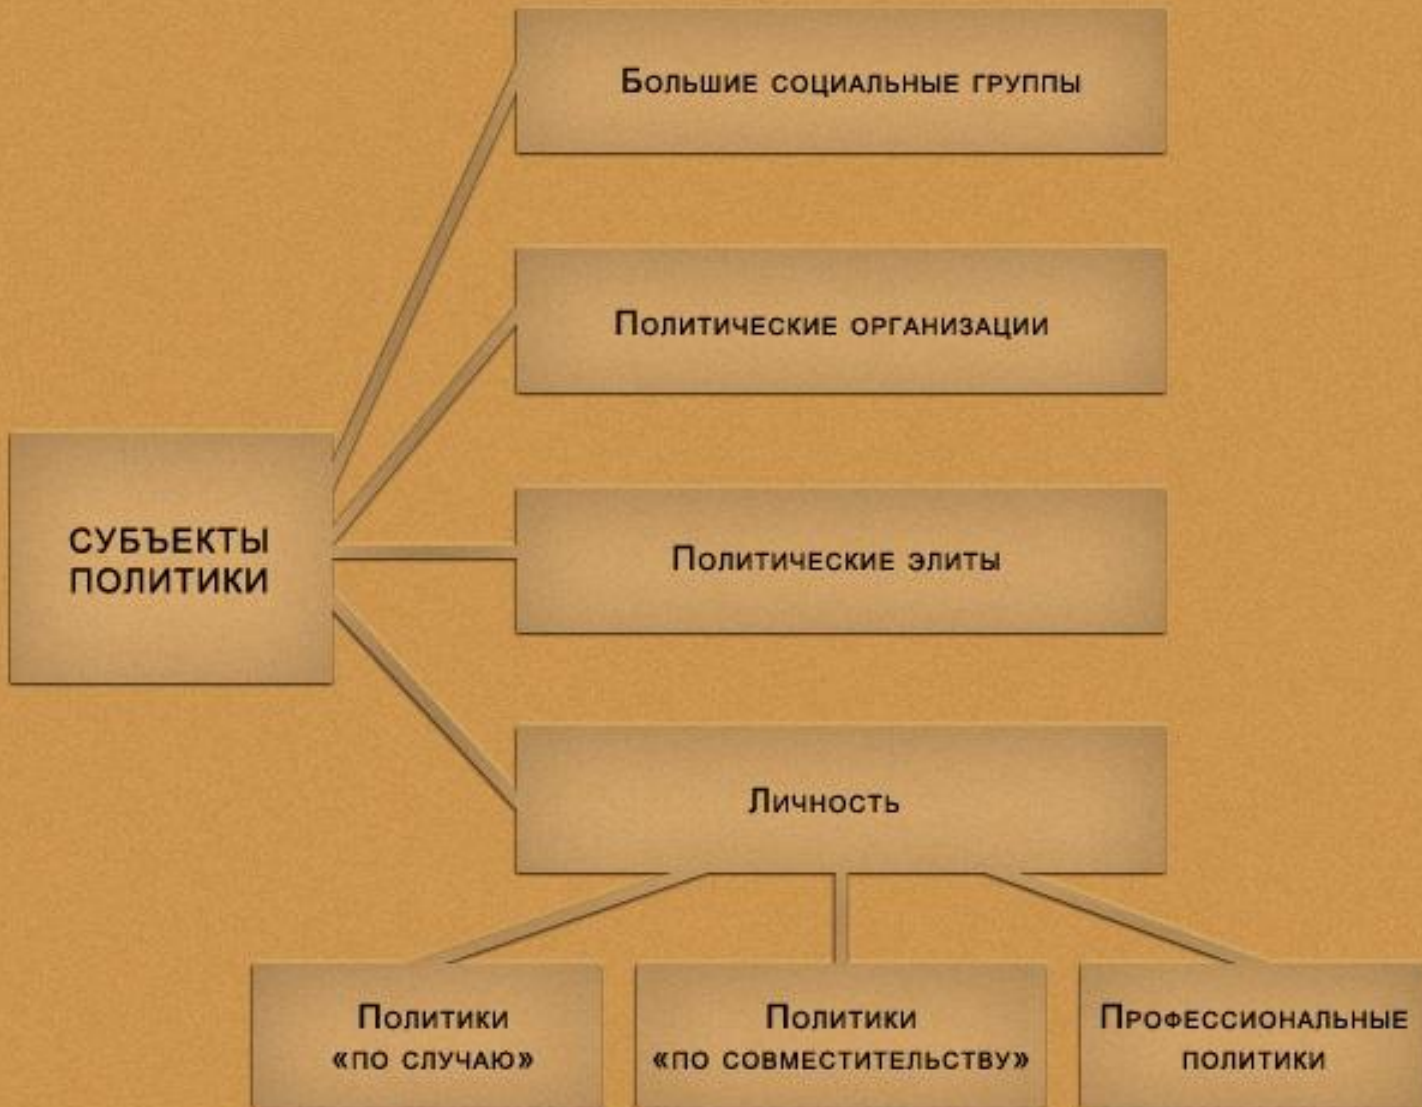 Большие социальные группы
Политические организации
СУБЪЕКТЫ
ПОЛИТИКИ
Политические элиты
Личность
Политики
«по случаю»
Политики
«по совместительству»
Профессиональные
политики